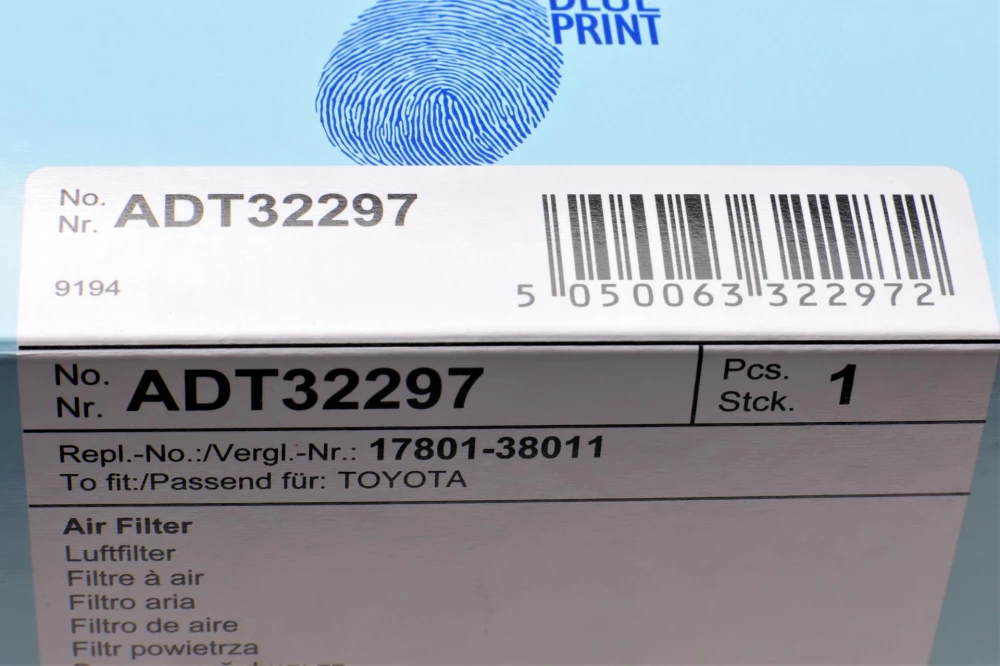 BLUE
PRINT
No.
Nr. ADT32297
9194
5 050063 322972
No.
Nr. ADT32297
Pcs.
Stck. 1
Repl.-No.:/Vergl.-Nr.: 17801-38011
To fit:/Passend für: TOYOTA
Air Filter
Luftfilter
Filtre à air
Filtro aria
Filtro de aire
Filtr powietrza